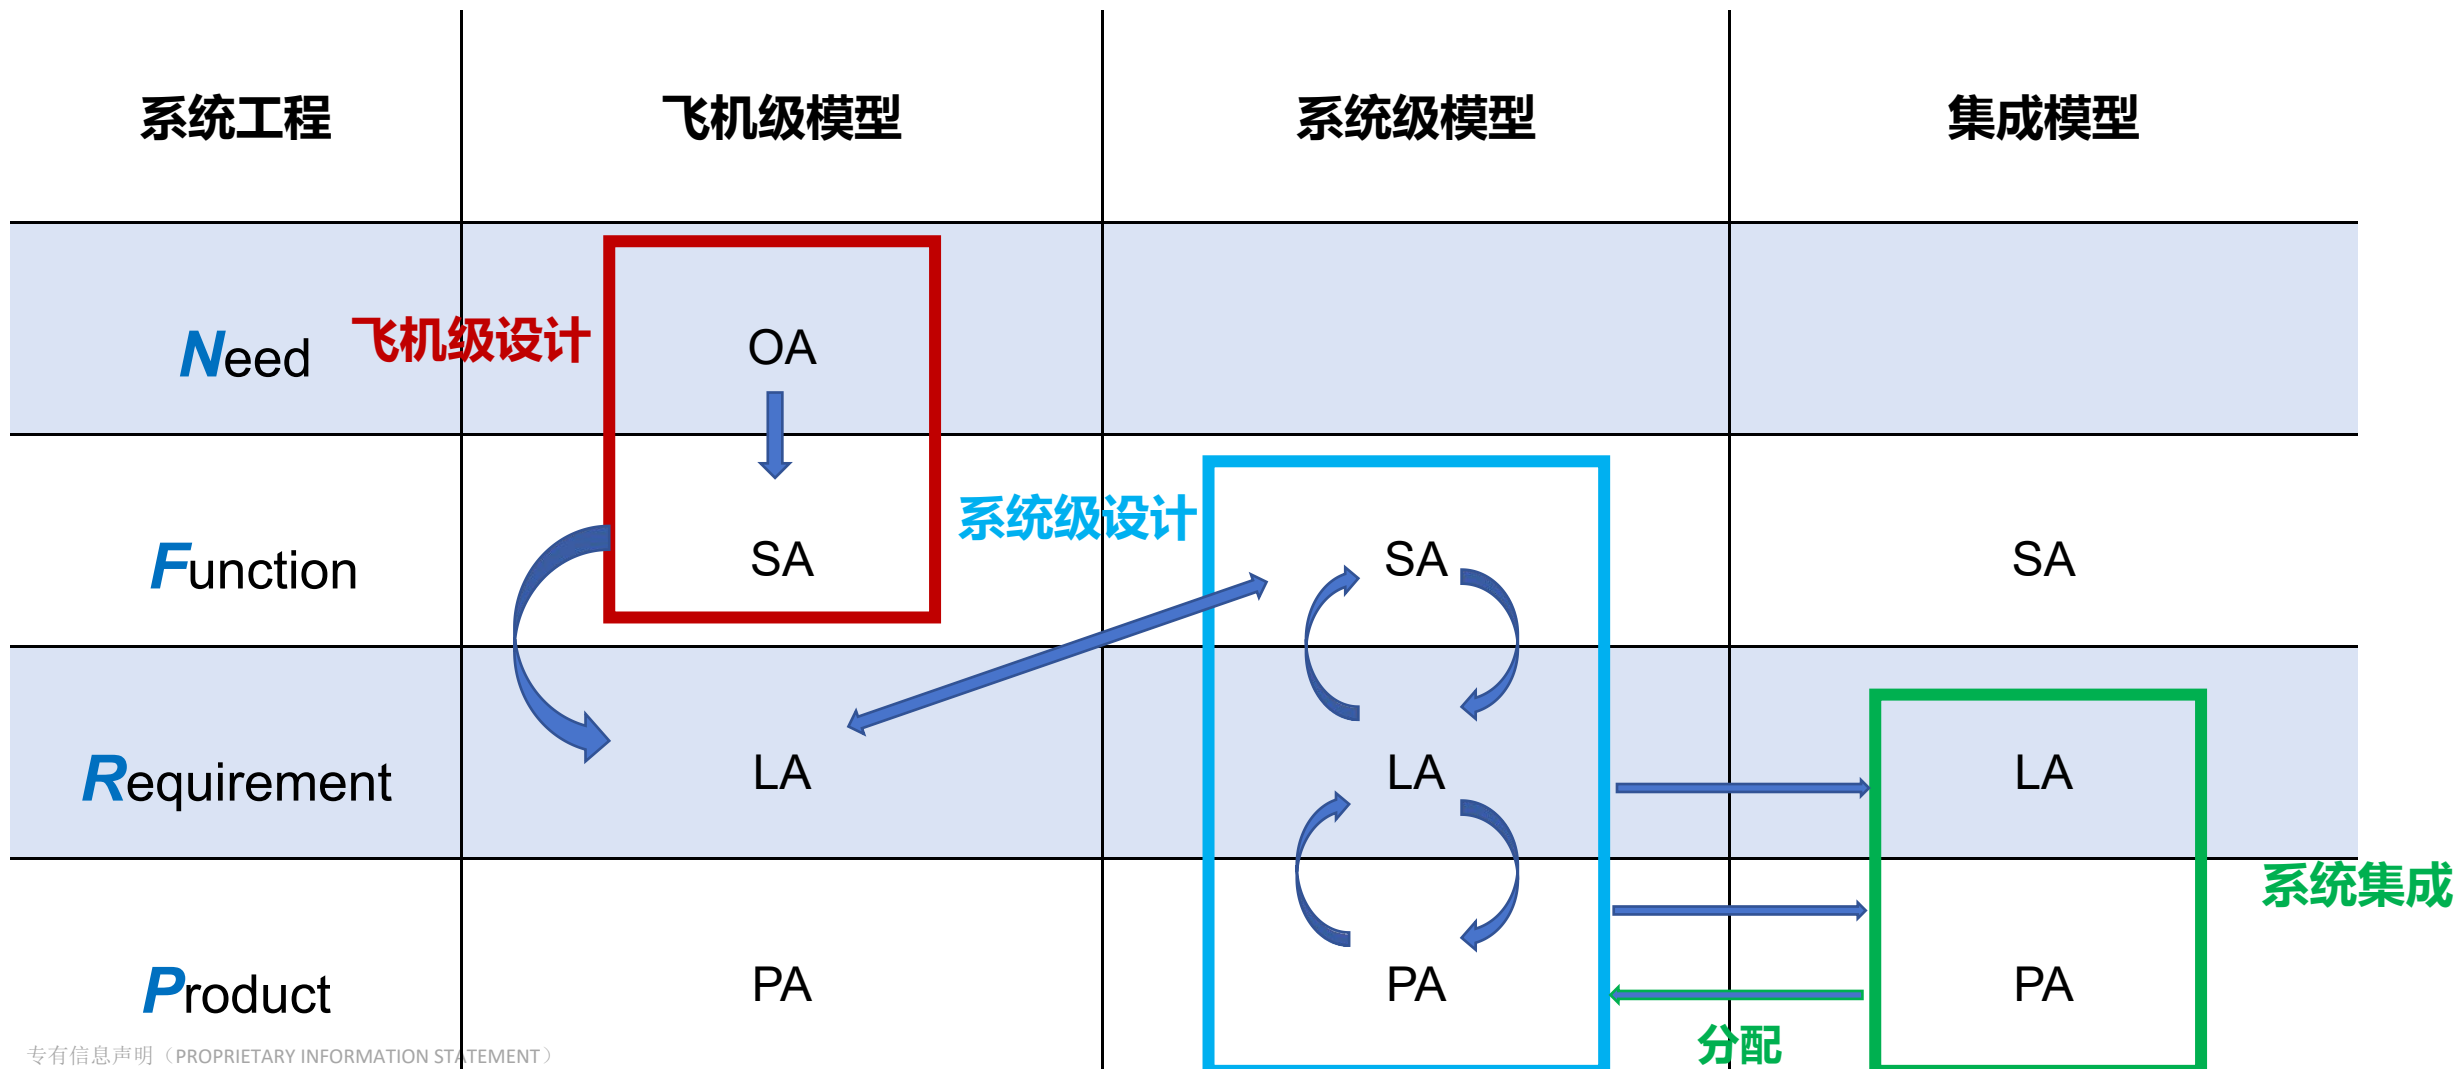 系统工程 飞机级模型 系统级模型 集成模型
Need 飞机级设计 OA
Function SA 系统级设计 SA SA
Requirement LA LA LA
系统集成
Product PA PA PA
分配
专有信息声明（PROPRIETARY INFORMATION STATEMENT）